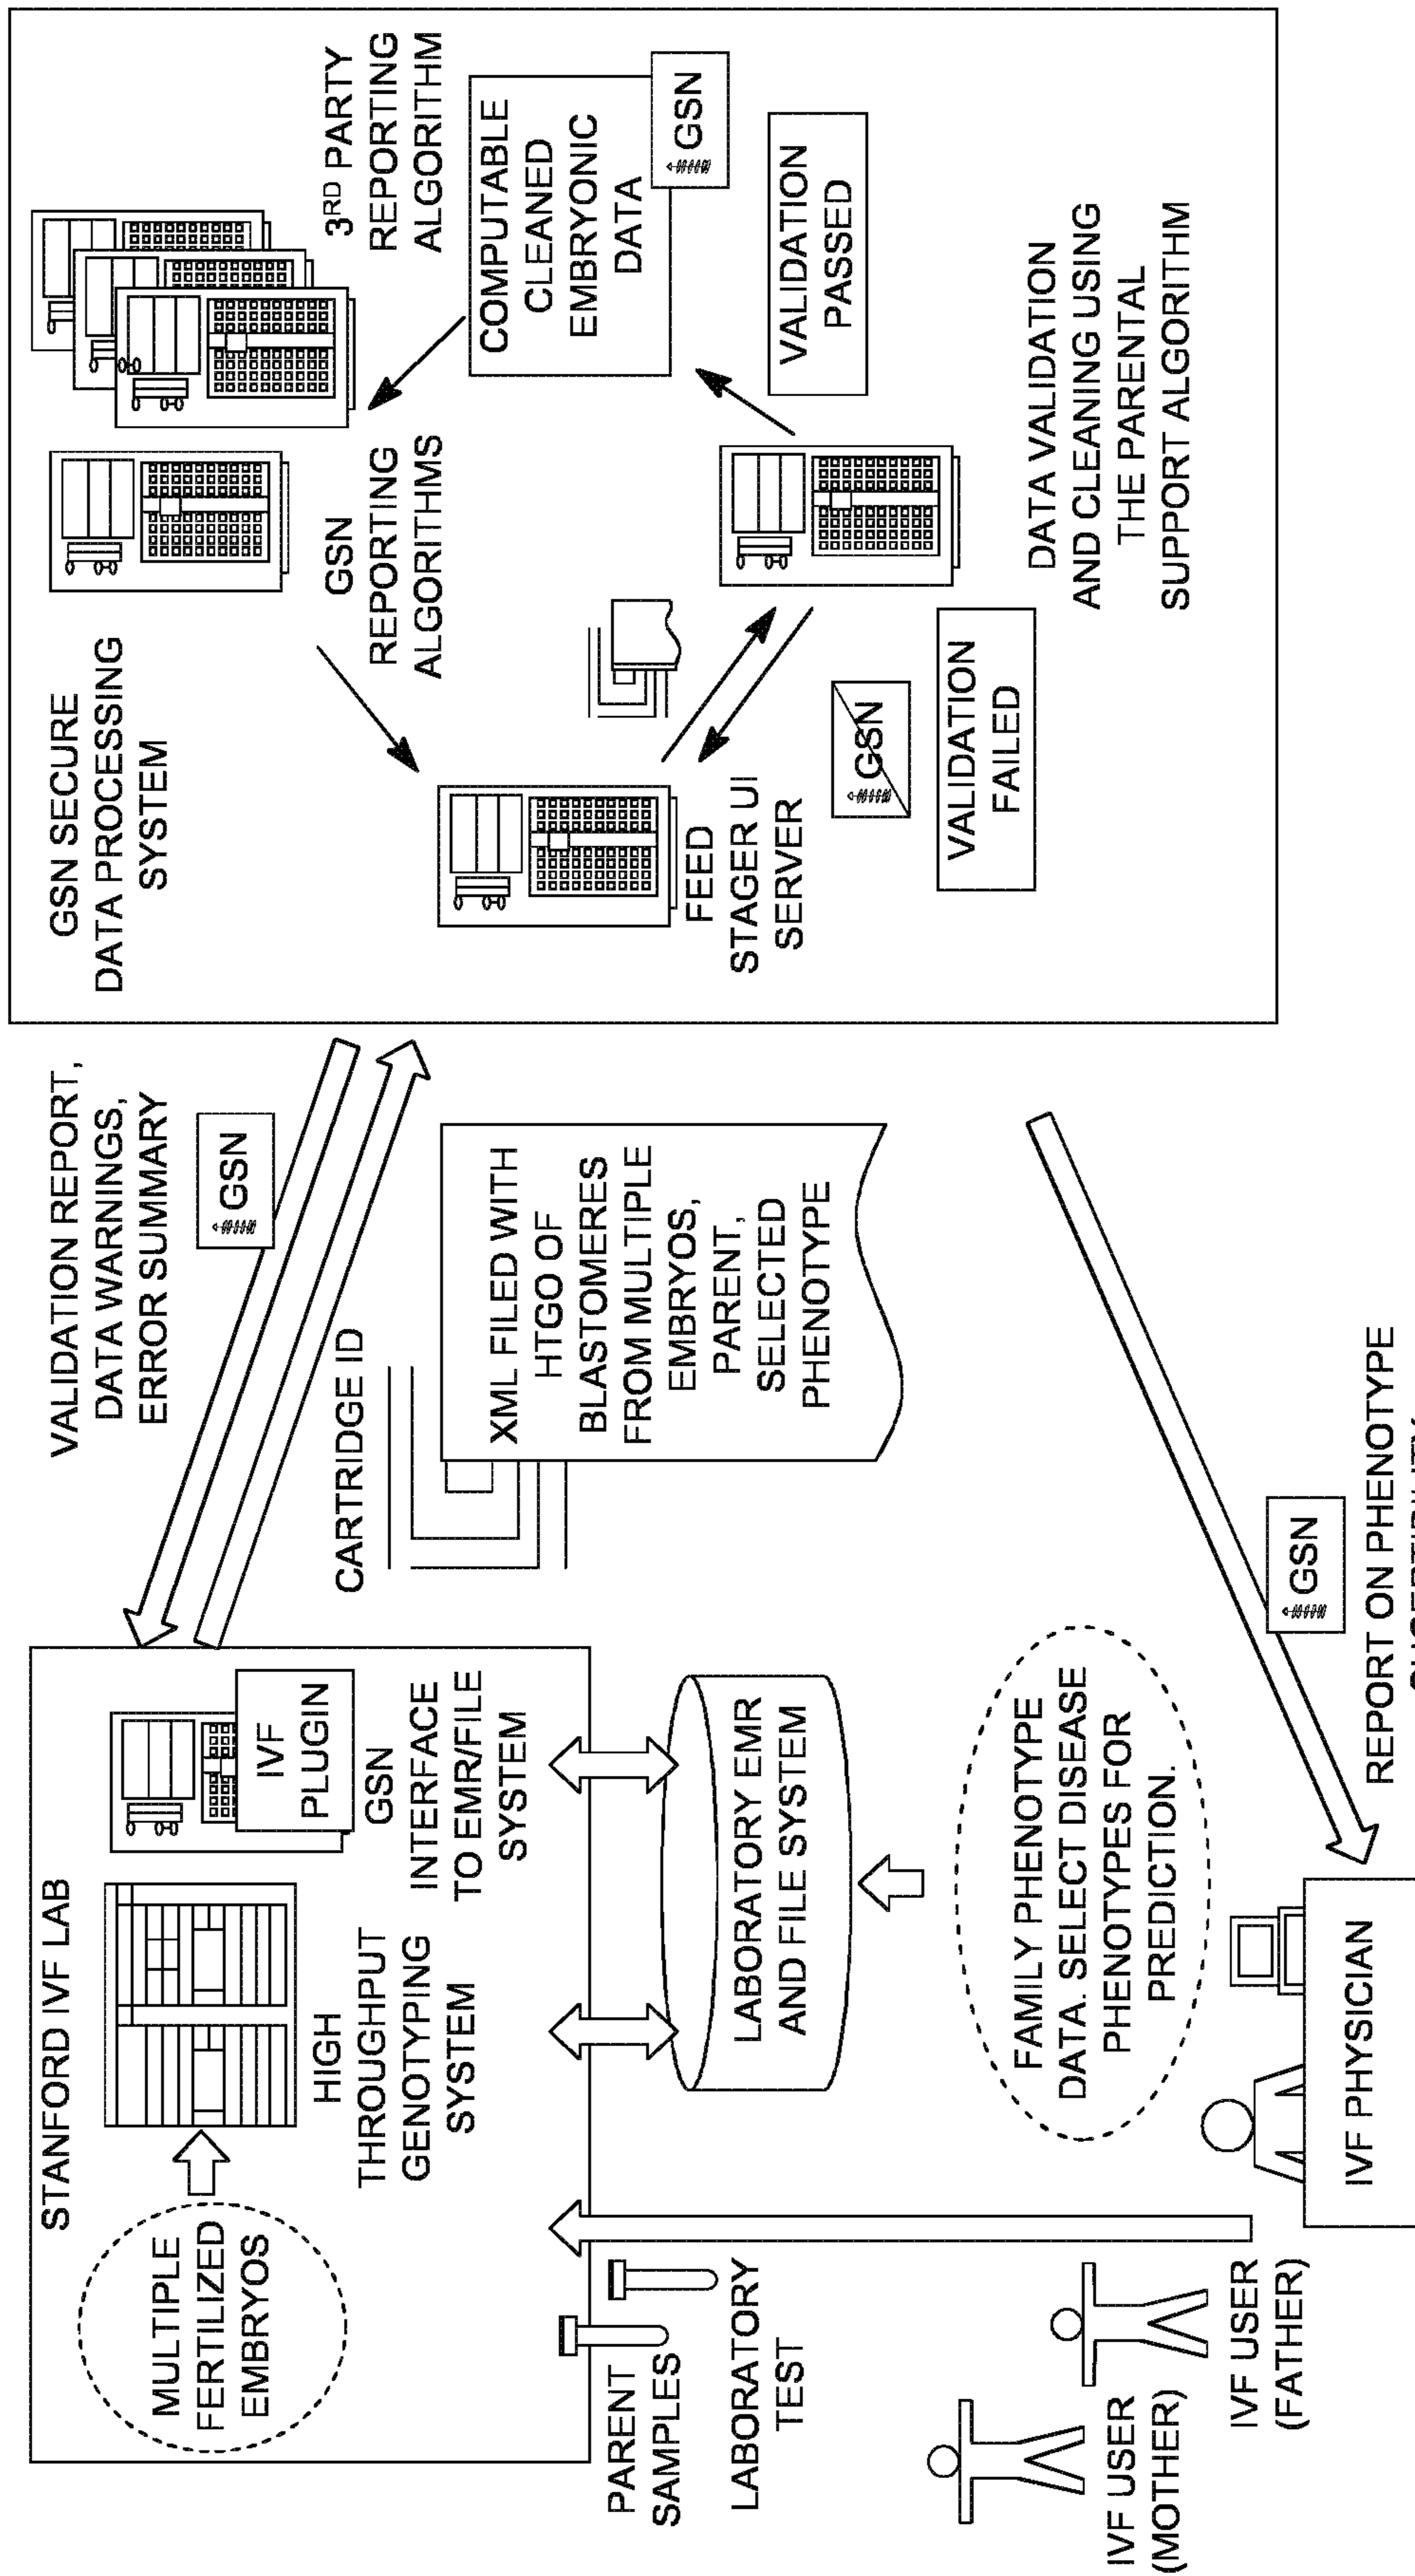 STANFORD IVF LAB
MULTIPLE
FERTILIZED
EMBRYOS
HIGH
THROUGHPUT
GENOTYPING
SYSTEM
IVF
PLUGIN
GSN
INTERFACE
TO EMR/FILE
SYSTEM
PARENT
SAMPLES
LABORATORY
TEST
LABORATORY EMR
AND FILE SYSTEM
FAMILY PHENOTYPE
DATA. SELECT DISEASE
PHENOTYPES FOR
PREDICTION.
IVF USER
(MOTHER)
IVF USER
(FATHER)
IVF PHYSICIAN
VALIDATION REPORT,
DATA WARNINGS,
ERROR SUMMARY
GSN
CARTRIDGE ID
XML FILED WITH
HTGO OF
BLASTOMERES
FROM MULTIPLE
EMBRYOS,
PARENT,
SELECTED
PHENOTYPE
GSN
REPORT ON PHENOTYPE
GSN SECURE
DATA PROCESSING
SYSTEM
GSN
REPORTING
ALGORITHMS
3RD PARTY
REPORTING
ALGORITHM
COMPUTABLE
CLEANED
EMBRYONIC
DATA
GSN
FEED
STAGER UI
SERVER
GSN
VALIDATION
FAILED
VALIDATION
PASSED
DATA VALIDATION
AND CLEANING USING
THE PARENTAL
SUPPORT ALGORITHM